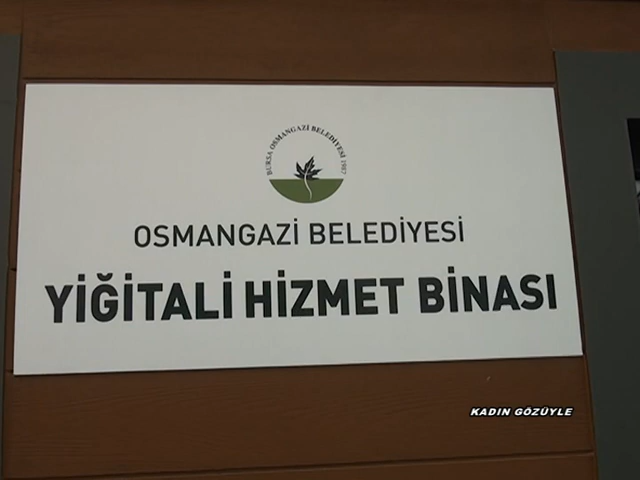 BURSA OSMANGAZİ BELEDİYESİ 1987
OSMANGAZİ BELEDİYESİ
YİĞİTALİ HİZMET BİNASI
KADIN GÖZÜYLE